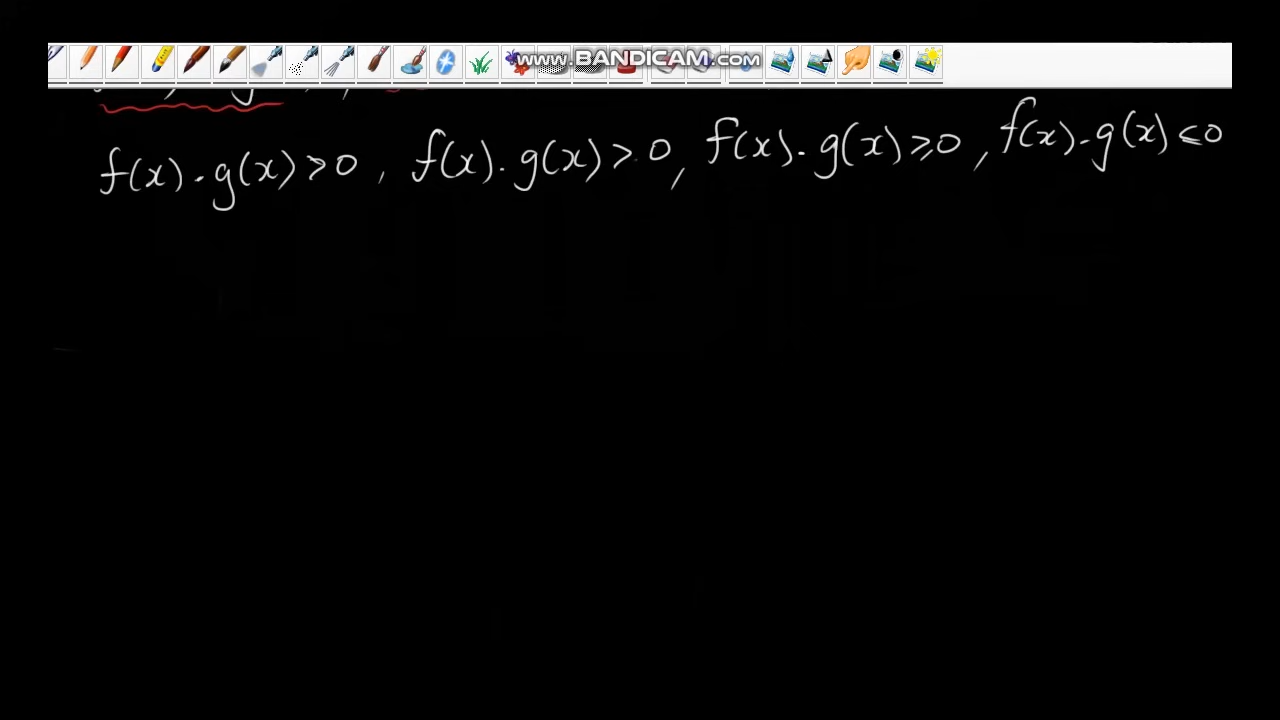 www.BANDICAM.com
f(x).g(x)>0, f(x).g(x)>0, f(x).g(x)≥0, f(x).g(x)≤0